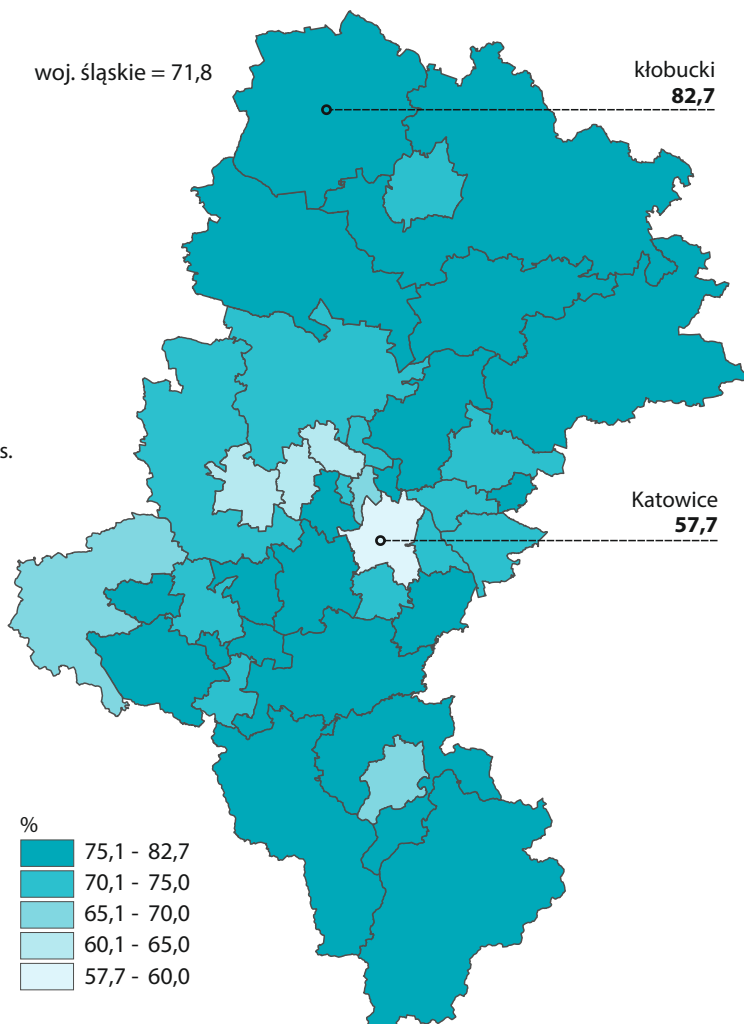 woj. śląskie = 71,8
kłobucki
82,7
s.
Katowice
57,7
%
75,1 - 82,7
70,1 - 75,0
65,1 - 70,0
60,1 - 65,0
57,7 - 60,0